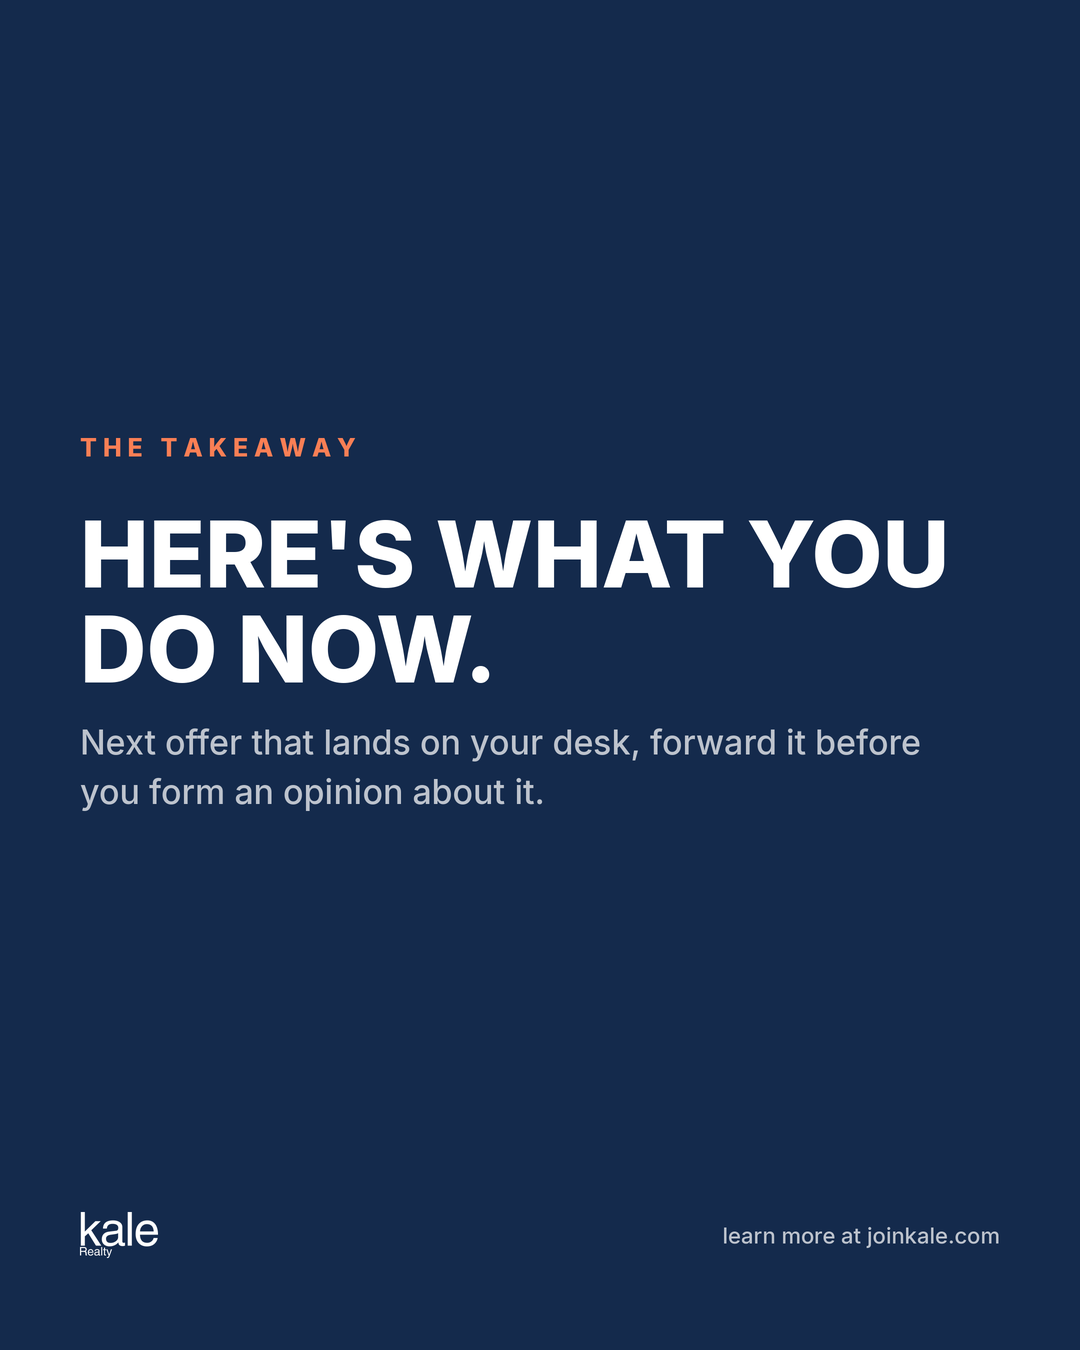 THE TAKEAWAY
HERE'S WHAT YOU
DO NOW.
Next offer that lands on your desk, forward it before
you form an opinion about it.
kale
Realty
learn more at joinkale.com